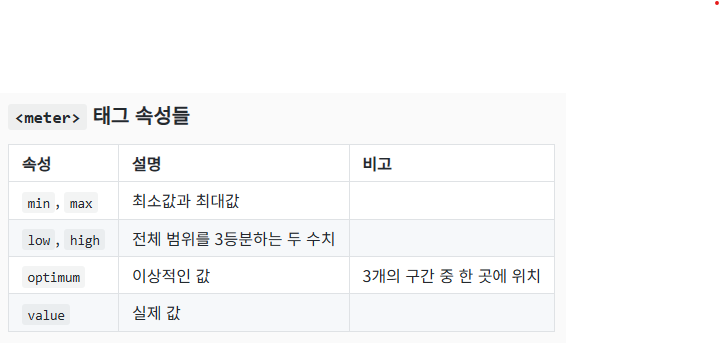 <meter> 태그 속성들
속성 설명 비고
min, max 최소값과 최대값
low, high 전체 범위를 3등분하는 두 수치
optimum 이상적인 값 3개의 구간 중 한 곳에 위치
value 실제 값